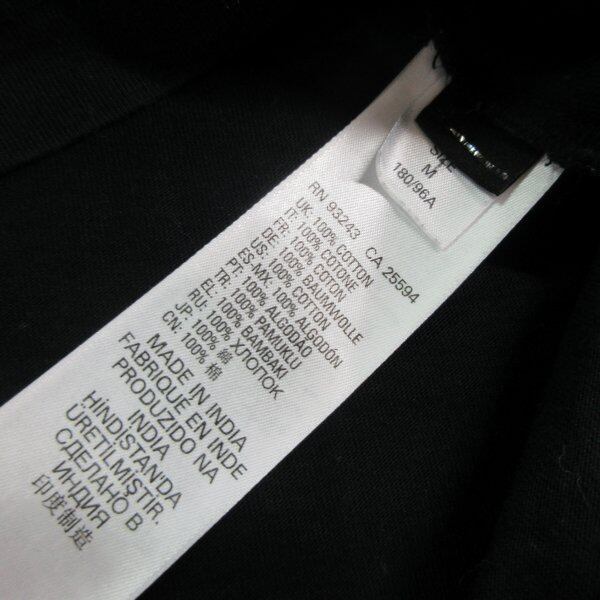 SIZE
M
180/96A
RN 93243 CA 25594
UK: 100% COTTON
IT: 100% COTONE
FR: 100% COTON
DE: 100% BAUMWOLLE
US: 100% COTTON
ES-MX: 100% ALGODÓN
PT: 100% ALGODÃO
TR: 100% PAMUKLU
EL: 100% ΒΑΜΒΑΚΙ
RU: 100% ХЛОПОК
JP: 100% 綿
CN: 100% 棉
MADE IN INDIA
FABRIQUÉ EN INDE
PRODUZIDO NA
INDIA
HİNDİSTAN'DA
ÜRETİLMİŞTİR.
СДЕЛАНО В
ИНДИЯ
印度制造